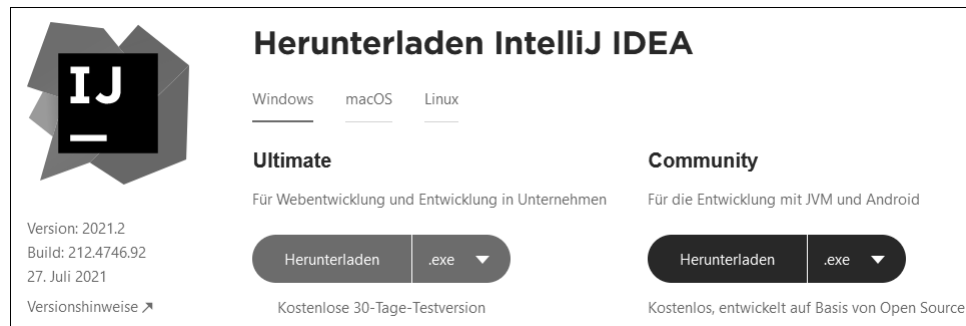 IJ
Herunterladen IntelliJ IDEA
Windows macOS Linux
Ultimate
Für Webentwicklung und Entwicklung in Unternehmen
Herunterladen .exe
Kostenlose 30-Tage-Testversion
Community
Für die Entwicklung mit JVM und Android
Herunterladen .exe
Kostenlos, entwickelt auf Basis von Open Source
Version: 2021.2
Build: 212.4746.92
27. Juli 2021
Versionshinweise ↗